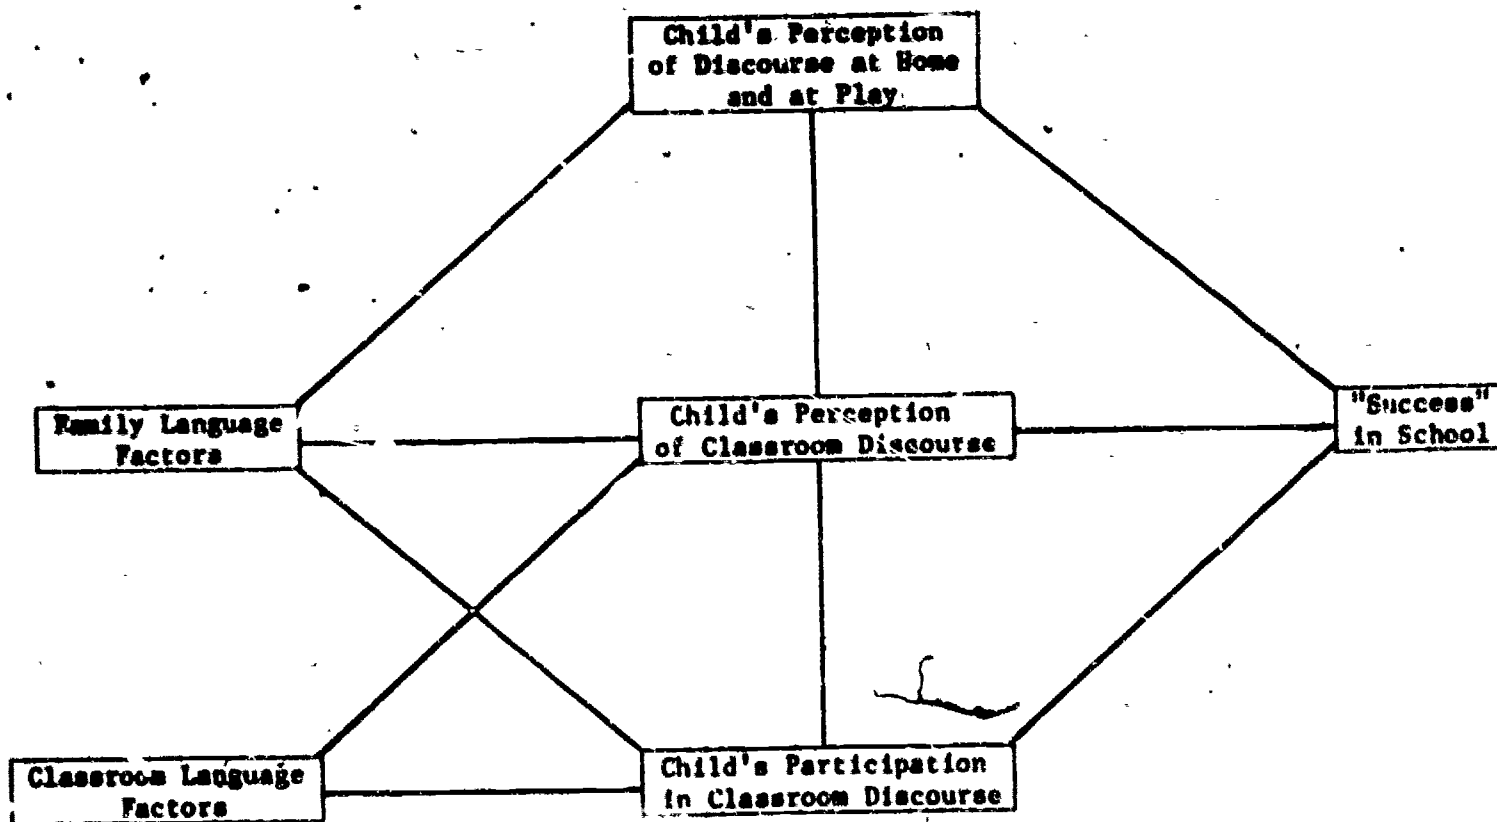 Child's Perception
of Discourse at Home
and at Play
Family Language
Factors
Child's Perception
of Classroom Discourse
"Success"
in School
Classroom Language
Factors
Child's Participation
in Classroom Discourse